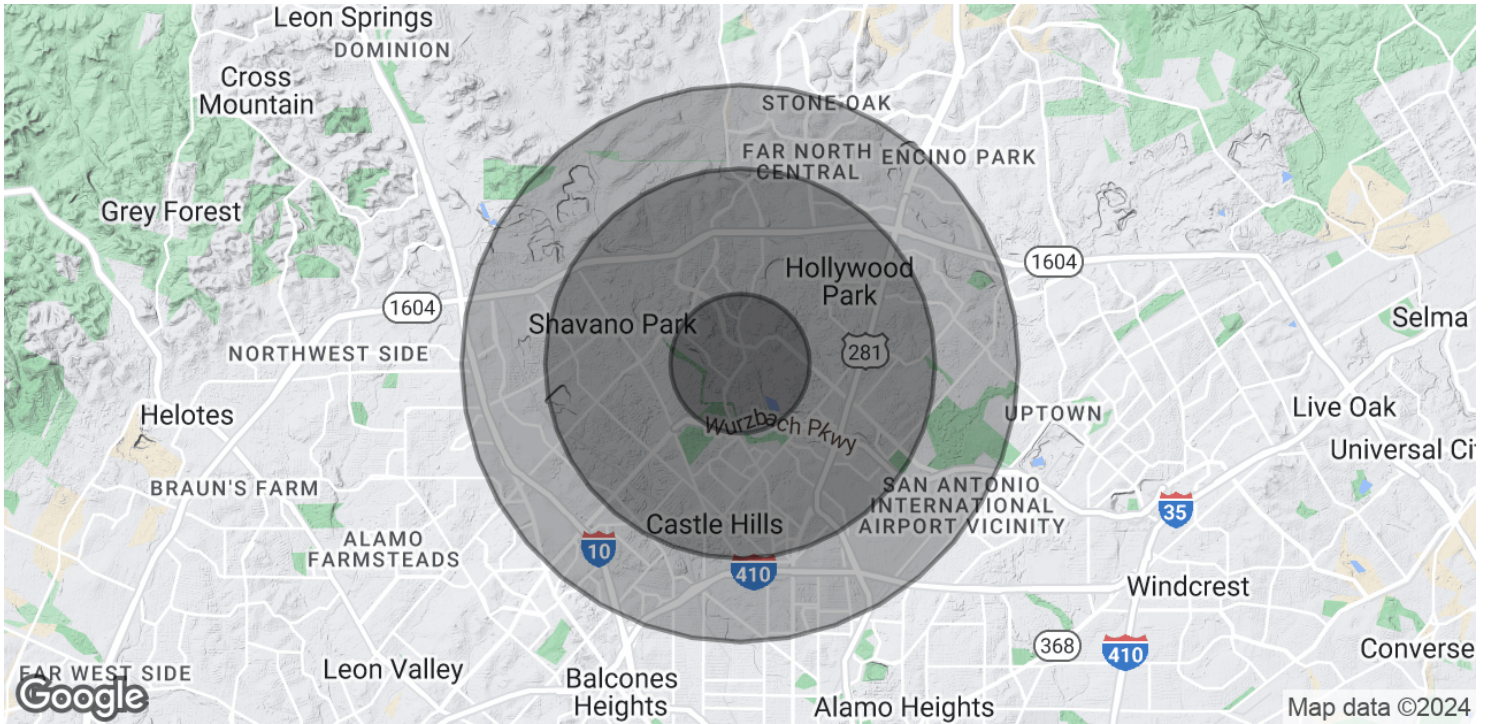 Leon Springs
DOMINION
Cross
Mountain
STONE OAK
FAR NORTH
CENTRAL
ENCINO PARK
Grey Forest
1604
Hollywood
Park
1604
Shavano Park
Selma
NORTHWEST SIDE
281
Helotes
UPTOWN
Live Oak
Wurzbach Pkwy
Universal Cit
BRAUN'S FARM
SAN ANTONIO
INTERNATIONAL
AIRPORT VICINITY
35
Castle Hills
ALAMO
FARMSTEADS
10
410
Windcrest
368
410
Converse
FAR WEST SIDE
Leon Valley
Balcones
Heights
Alamo Heights
Google
Map data ©2024